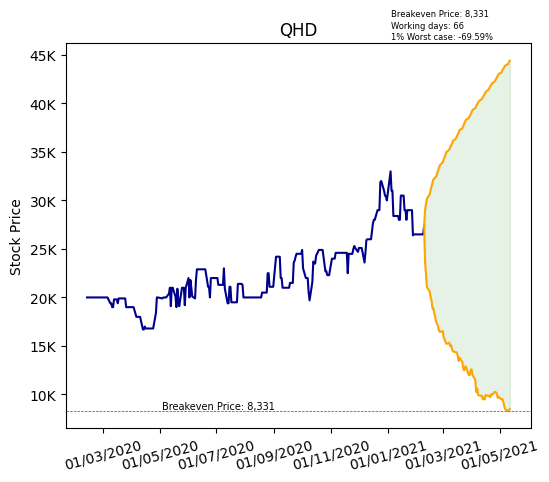 Breakeven Price: 8,331
Working days: 66
1% Worst case: -69.59%
QHD
45K
40K
35K
30K
25K
20K
15K
10K
Stock Price
Breakeven Price: 8,331
01/03/2020 01/05/2020 01/07/2020 01/09/2020 01/11/2020 01/01/2021 01/03/2021 01/05/2021